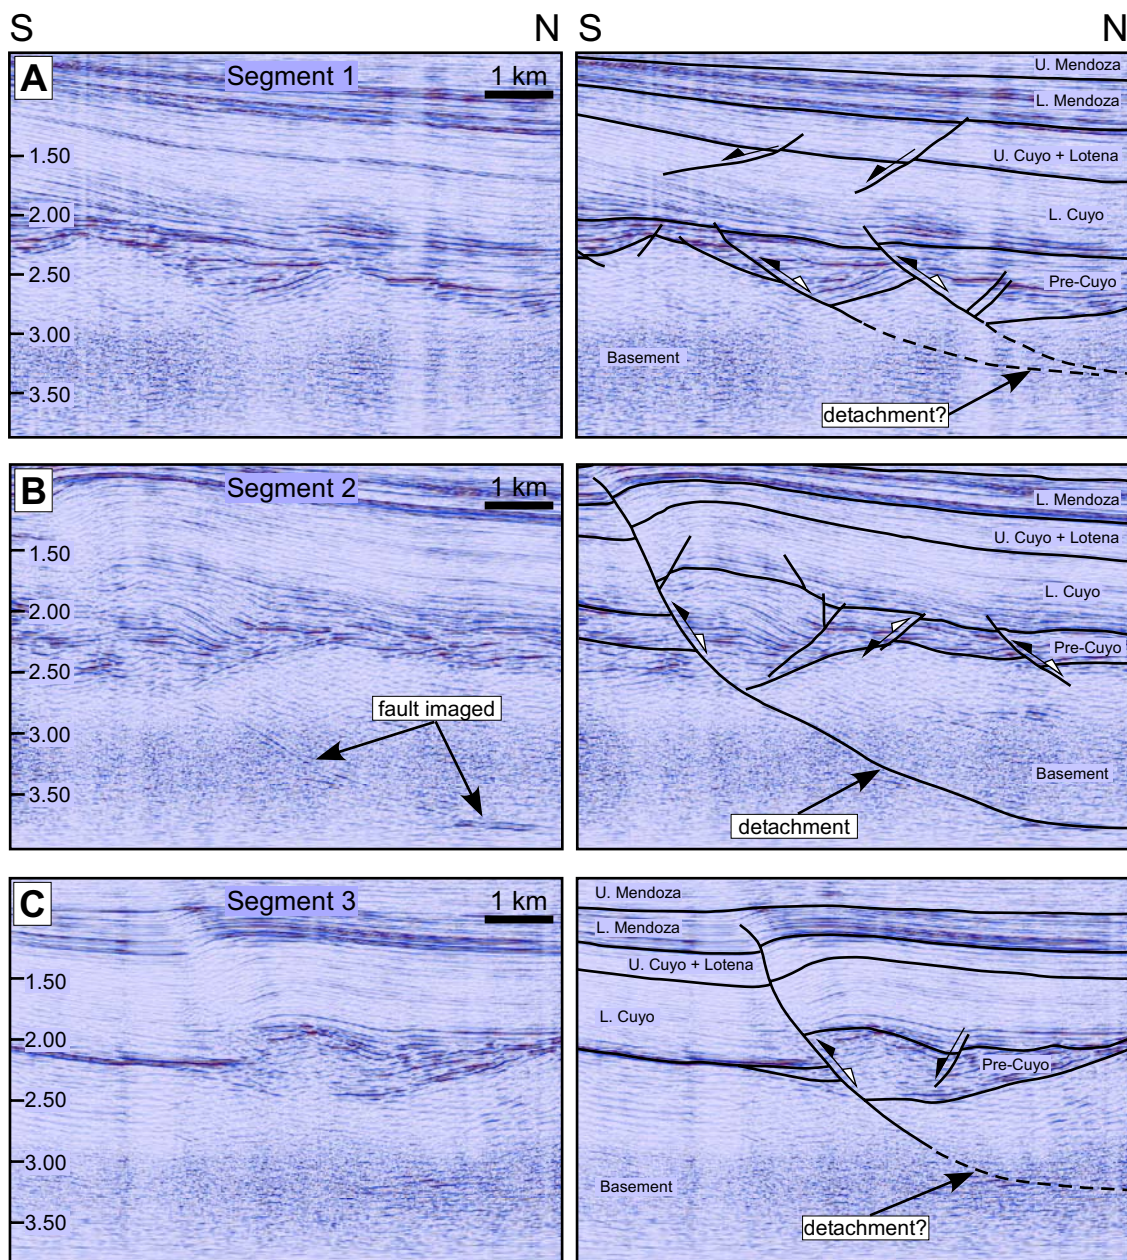 S N S N
A Segment 1 1 km
1.50
2.00
2.50
3.00
3.50
U. Mendoza
L. Mendoza
U. Cuyo + Lotena
L. Cuyo
Pre-Cuyo
Basement
detachment?
B Segment 2 1 km
1.50
2.00
2.50
fault imaged
3.00
3.50
L. Mendoza
U. Cuyo + Lotena
L. Cuyo
Pre-Cuyo
Basement
detachment
C Segment 3 1 km
1.50
2.00
2.50
3.00
3.50
U. Mendoza
L. Mendoza
U. Cuyo + Lotena
L. Cuyo
Pre-Cuyo
Basement
detachment?